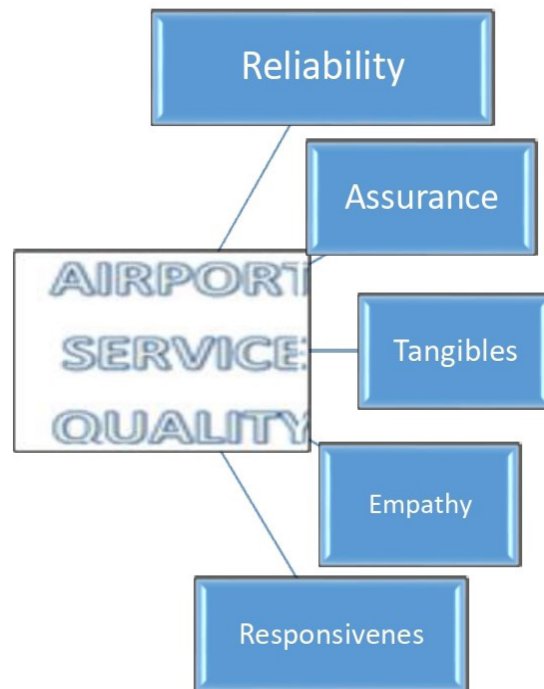 Reliability
Assurance
AIRPORT
SERVICE
QUALITY
Tangibles
Empathy
Responsivenes